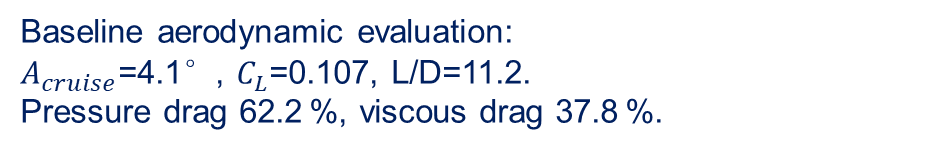 Baseline aerodynamic evaluation:
A_cruise=4.1° , C_L=0.107, L/D=11.2.
Pressure drag 62.2 %, viscous drag 37.8 %.